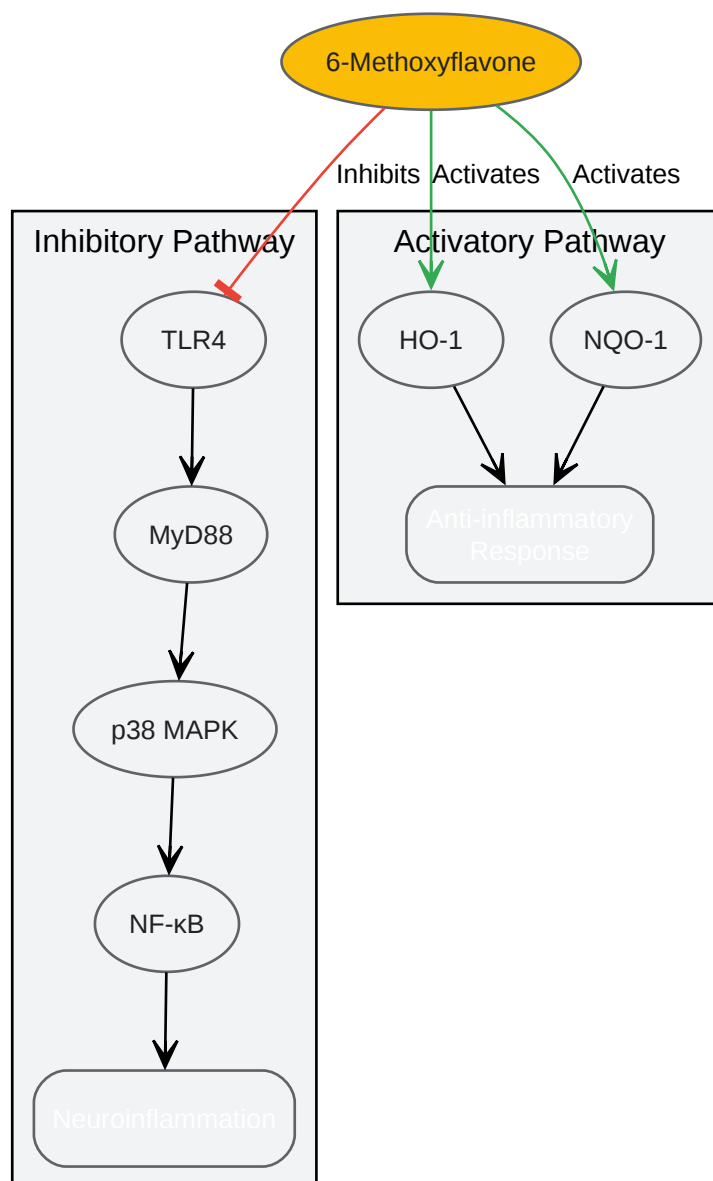 6-Methoxyflavone
Inhibits
Activates
Activates
Inhibitory Pathway
Activatory Pathway
TLR4
HO-1
NQO-1
MyD88
Anti-inflammatory
Response
p38 MAPK
NF-κB
Neuroinflammation